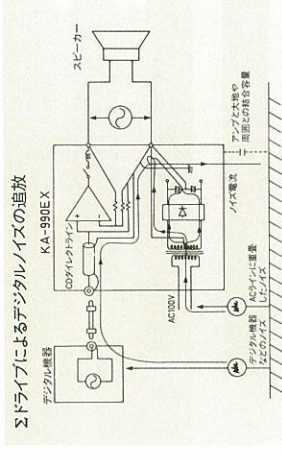 Σドライブによるデジタルノイズの追放
デジタル機器
KA-990EX
CDダイレクトライン
スピーカー
AC100V
ノイズ電流
アンプと大地や
周囲との結合容量
デジタル機器
などのノイズ
ACラインに重畳
したノイズ